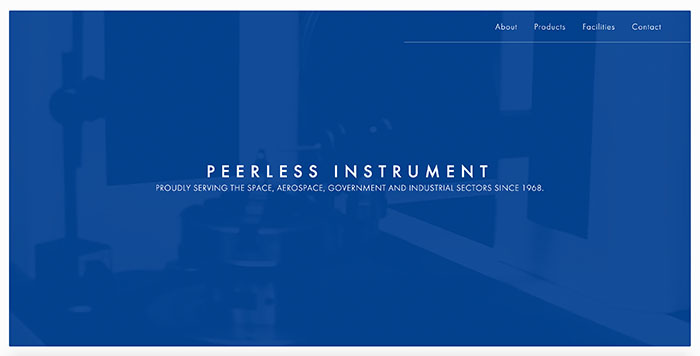 About Products Facilities Contact
PEERLESS INSTRUMENT
PROUDLY SERVING THE SPACE, AEROSPACE, GOVERNMENT AND INDUSTRIAL SECTORS SINCE 1968.